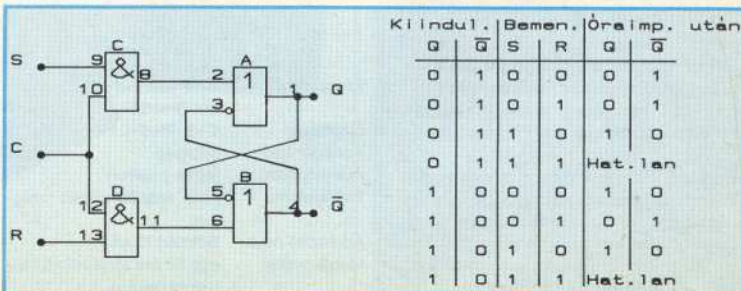 S 9 C & 8 2 A 1 1 Q
10 3
C
12 D & 11 5 B 1 4 Q̅
R 13 6
Kiindul. | Bemen. | Óraimp. után
Q Q̅ S R Q Q̅
0 1 0 0 0 1
0 1 0 1 0 1
0 1 1 0 1 0
0 1 1 1 Hat.lan
1 0 0 0 1 0
1 0 0 1 0 1
1 0 1 0 1 0
1 0 1 1 Hat.lan